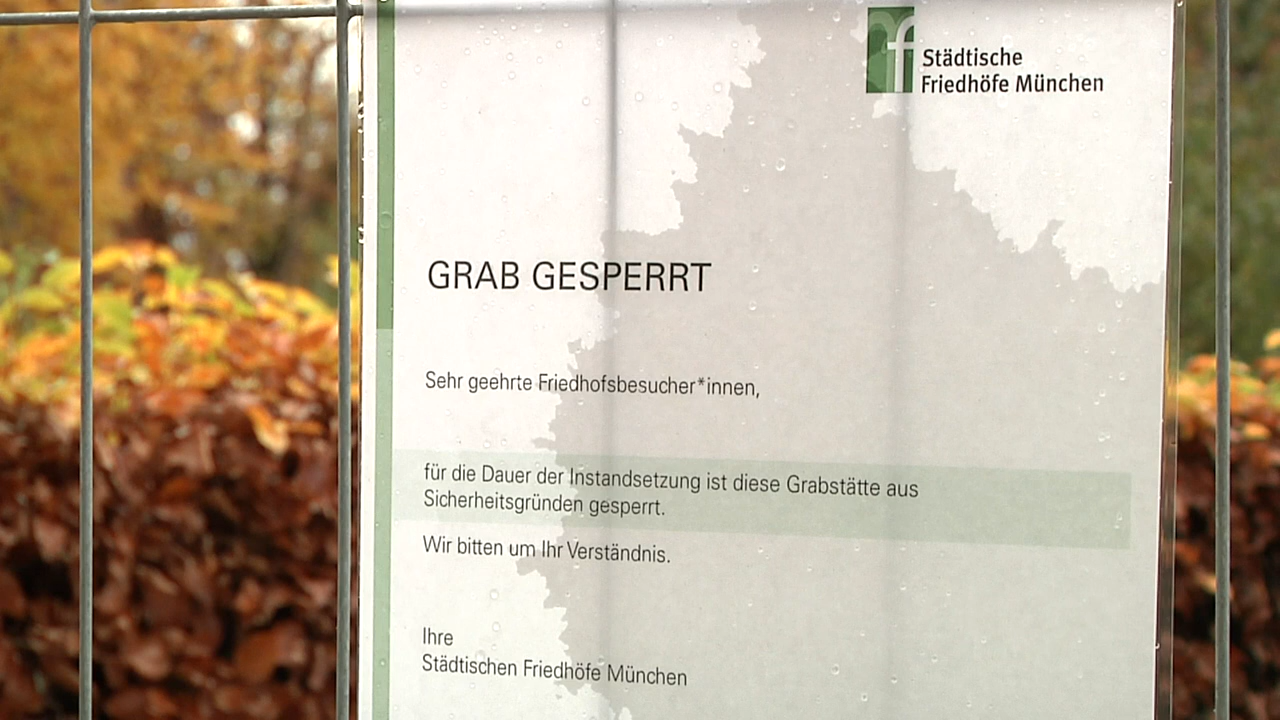 Städtische
Friedhöfe München
GRAB GESPERRT
Sehr geehrte Friedhofsbesucher*innen,
für die Dauer der Instandsetzung ist diese Grabstätte aus
Sicherheitsgründen gesperrt.
Wir bitten um Ihr Verständnis.
Ihre
Städtischen Friedhöfe München